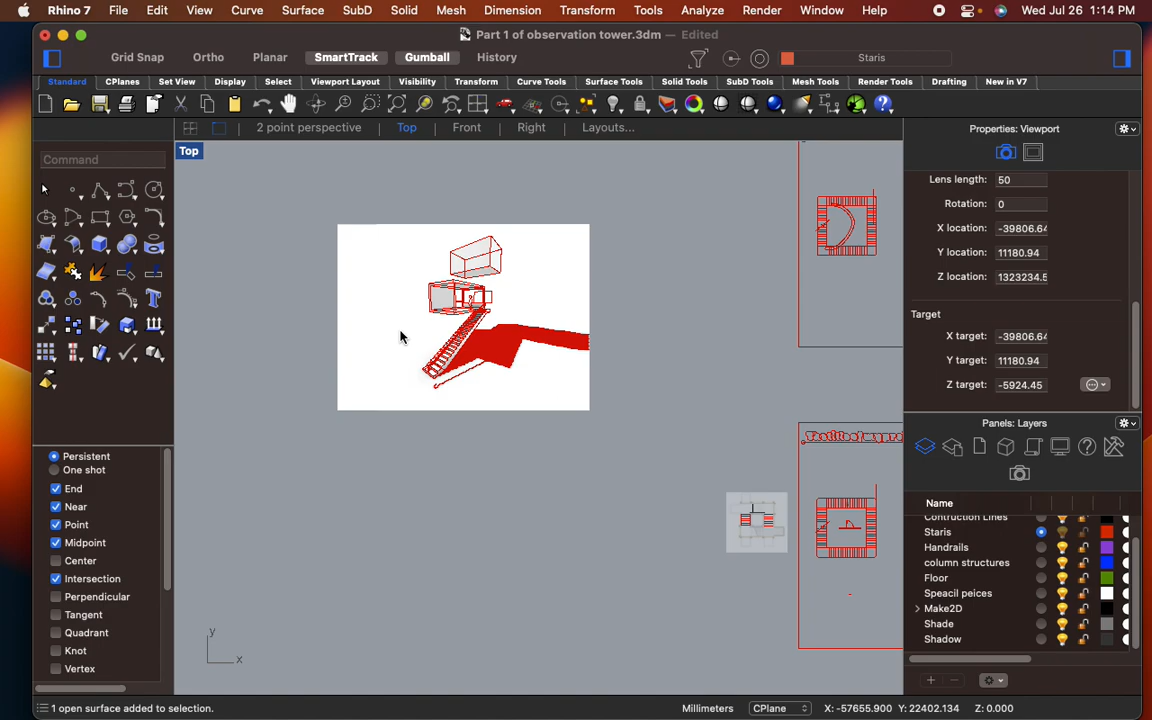 Rhino 7 File Edit View Curve Surface SubD Solid Mesh Dimension Transform Tools Analyze Render Window Help Wed Jul 26 1:14 PM
Part 1 of observation tower.3dm — Edited
Grid Snap Ortho Planar SmartTrack Gumball History Staris
Standard CPlanes Set View Display Select Viewport Layout Visibility Transform Curve Tools Surface Tools Solid Tools SubD Tools Mesh Tools Render Tools Drafting New in V7
2 point perspective Top Front Right Layouts...
Properties: Viewport
Top
Command
Lens length: 50
Rotation: 0
X location: -39806.64
Y location: 11180.94
Z location: 1323234.5
Target
X target: -39806.64
Y target: 11180.94
Z target: -5924.45
Panels: Layers
Persistent
One shot
End
Near
Point
Midpoint
Center
Intersection
Perpendicular
Tangent
Quadrant
Knot
Vertex
Name
Contruction Lines
Staris
Handrails
column structures
Floor
Speacil peices
Make2D
Shade
Shadow
y
x
1 open surface added to selection.
Millimeters CPlane X: -57655.900 Y: 22402.134 Z: 0.000